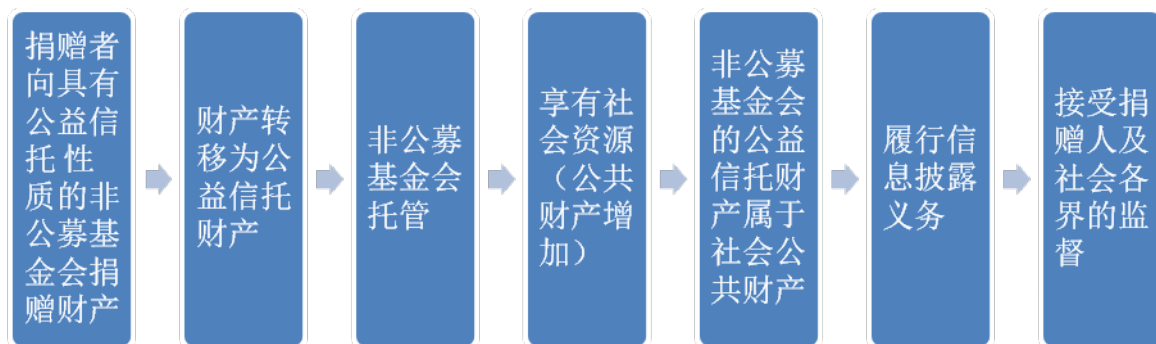 捐赠者
向具有
公益信
托 性
质的非
公募基
金会捐
赠财产
财产转
移为公
益信托
财产
非公募
基金会
托管
享有社
会资源
（公共
财产增
加）
非公募
基金会
的公益
信托财
产属于
社会公
共财产
履行信
息披露
义务
接受捐
赠人及
社会各
界的监
督